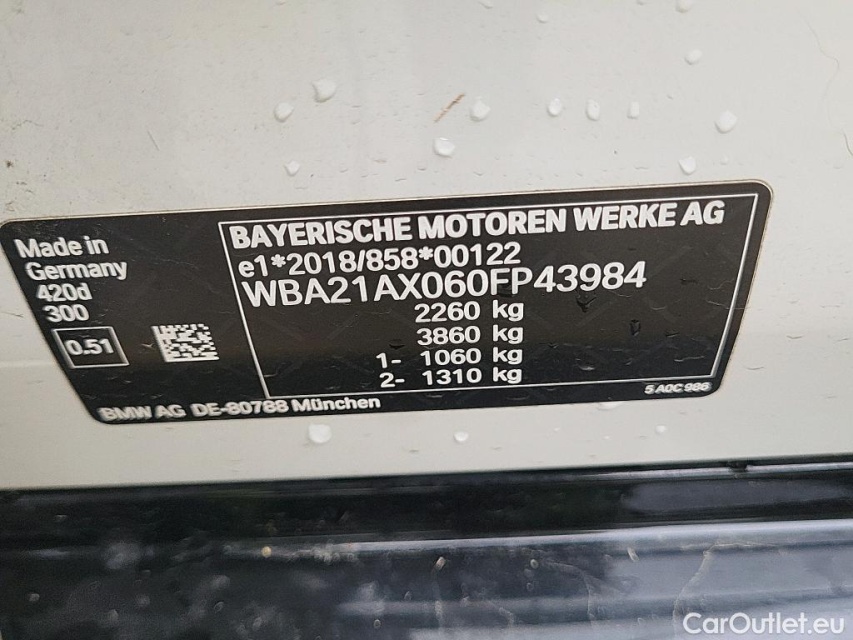 Made in
Germany
420d
300
0.51
BAYERISCHE MOTOREN WERKE AG
e1*2018/858*00122
WBA21AX060FP43984
2260 kg
3860 kg
1- 1060 kg
2- 1310 kg
BMW AG DE-80788 München
5 A0C 986
CarOutlet.eu